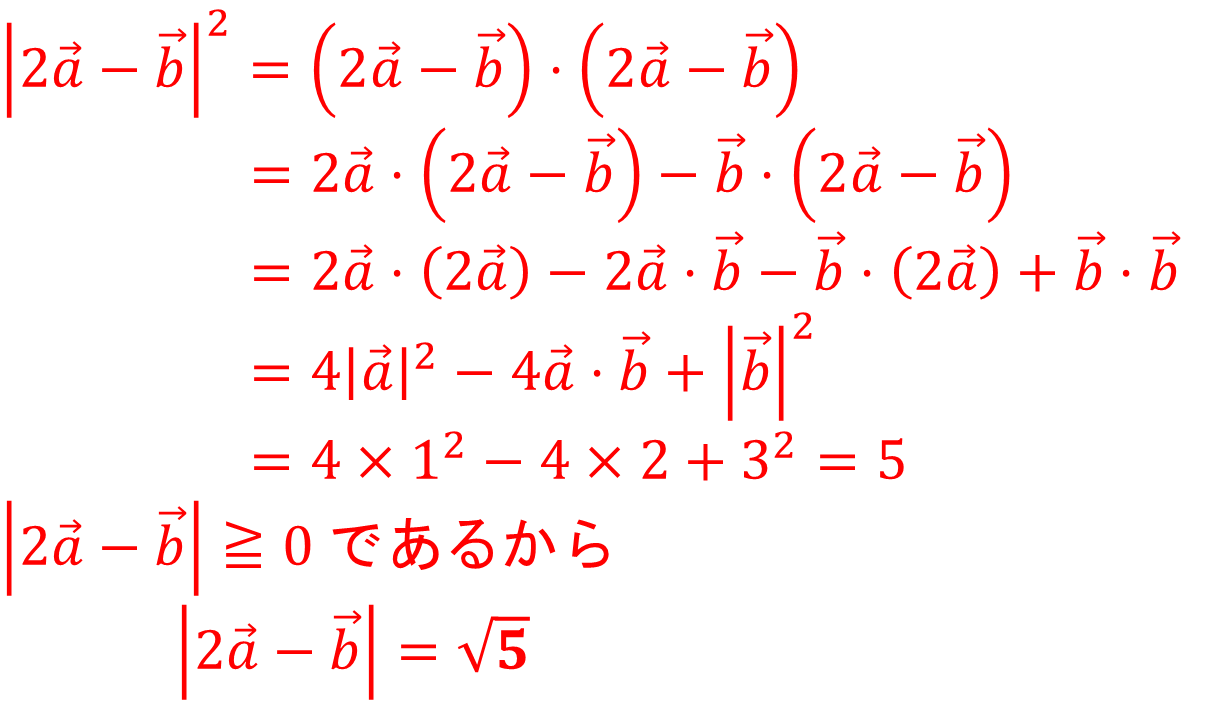 |2a⃗ − b⃗|² = (2a⃗ − b⃗) · (2a⃗ − b⃗)
= 2a⃗ · (2a⃗ − b⃗) − b⃗ · (2a⃗ − b⃗)
= 2a⃗ · (2a⃗) − 2a⃗ · b⃗ − b⃗ · (2a⃗) + b⃗ · b⃗
= 4|a⃗|² − 4a⃗ · b⃗ + |b⃗|²
= 4 × 1² − 4 × 2 + 3² = 5
|2a⃗ − b⃗| ≧ 0 であるから
|2a⃗ − b⃗| = √5